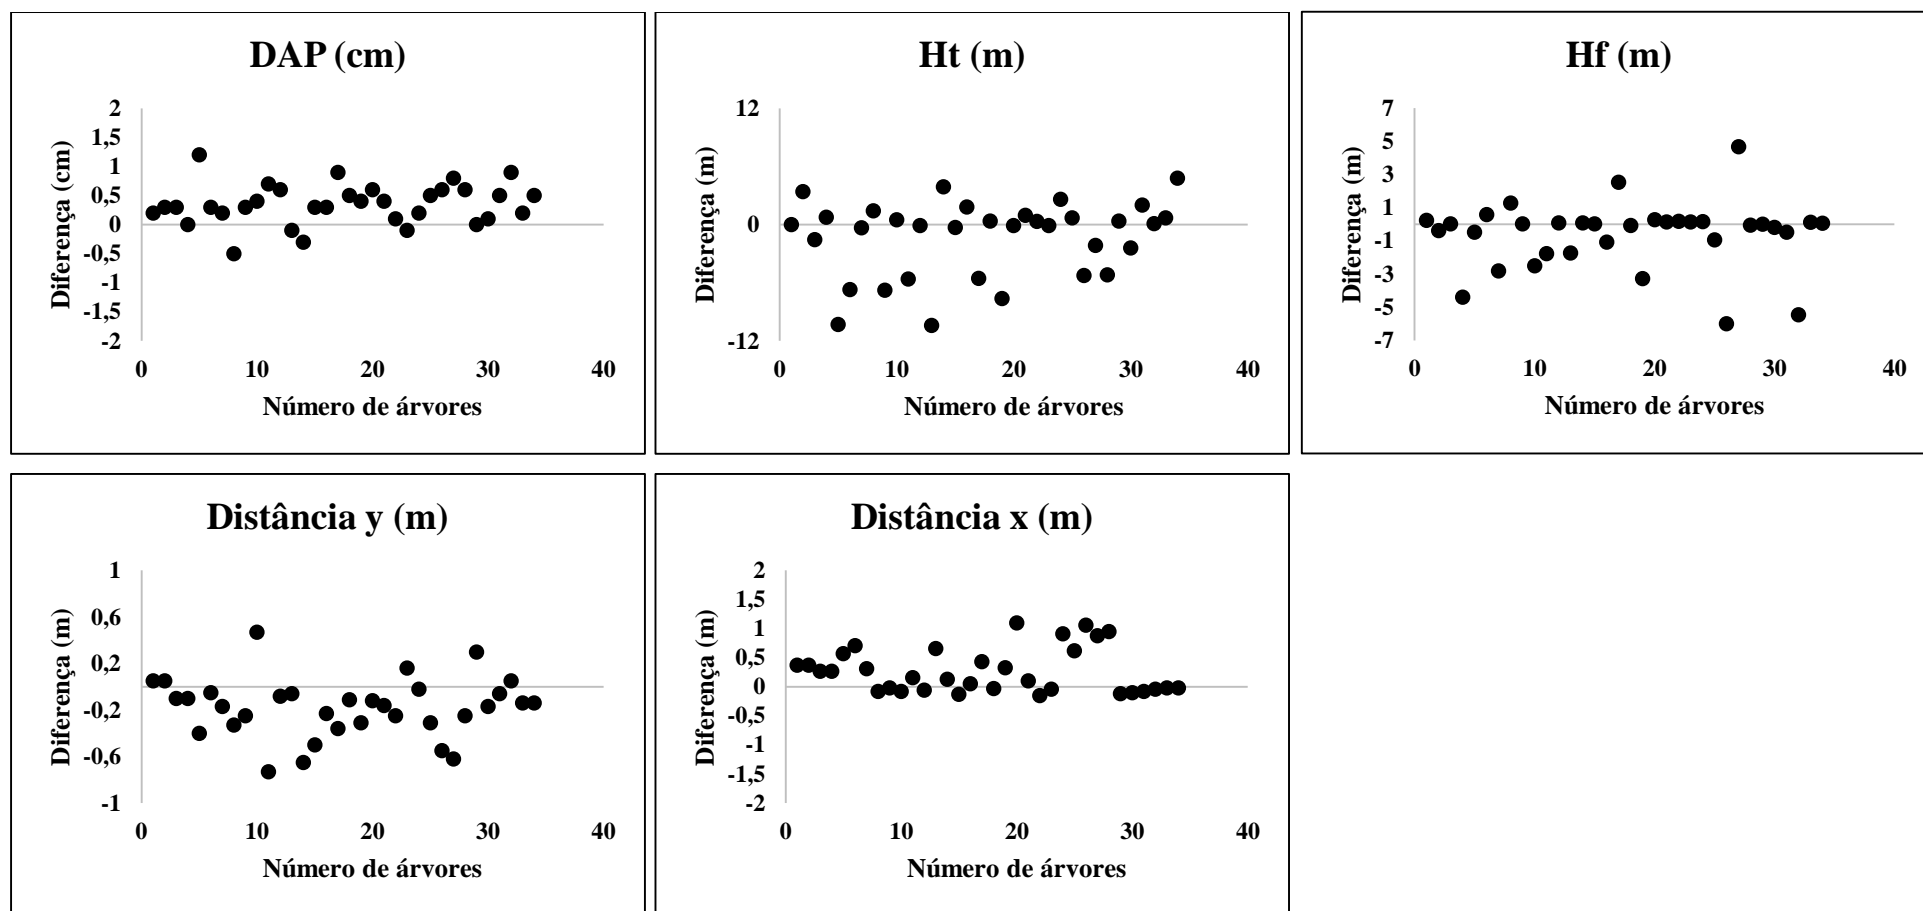 DAP (cm)
Diferença (cm)
2
1,5
1
0,5
0
-0,5
-1
-1,5
-2
0 10 20 30 40
Número de árvores
Ht (m)
Diferença (m)
12
0
-12
0 10 20 30 40
Número de árvores
Hf (m)
Diferença (m)
7
5
3
1
-1
-3
-5
-7
0 10 20 30 40
Número de árvores
Distância y (m)
Diferença (m)
1
0,6
0,2
-0,2
-0,6
-1
0 10 20 30 40
Número de árvores
Distância x (m)
Diferença (m)
2
1,5
1
0,5
0
-0,5
-1
-1,5
-2
0 10 20 30 40
Número de árvores